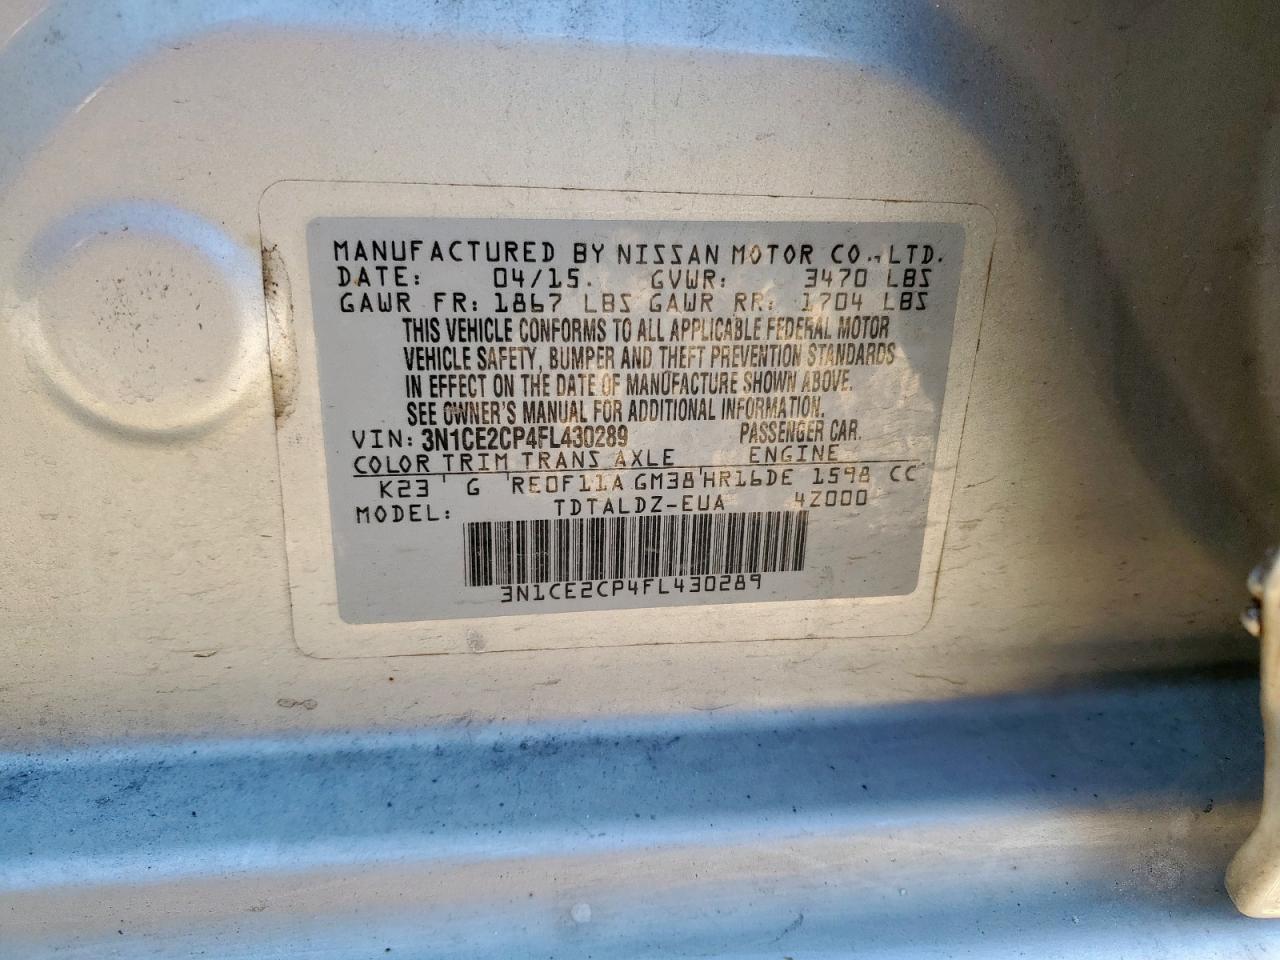 MANUFACTURED BY NISSAN MOTOR CO., LTD.
DATE: 04/15. GVWR: 3470 LBS
GAWR FR: 1867 LBS GAWR RR: 1704 LBS
THIS VEHICLE CONFORMS TO ALL APPLICABLE FEDERAL MOTOR
VEHICLE SAFETY, BUMPER AND THEFT PREVENTION STANDARDS
IN EFFECT ON THE DATE OF MANUFACTURE SHOWN ABOVE.
SEE OWNER'S MANUAL FOR ADDITIONAL INFORMATION.
VIN: 3N1CE2CP4FL430289 PASSENGER CAR.
COLOR TRIM TRANS AXLE ENGINE
K23 ' G 'RE0F11A GM38'HR16DE 1598 CC
MODEL: TDTALDZ-EUA 4Z000
3N1CE2CP4FL430289